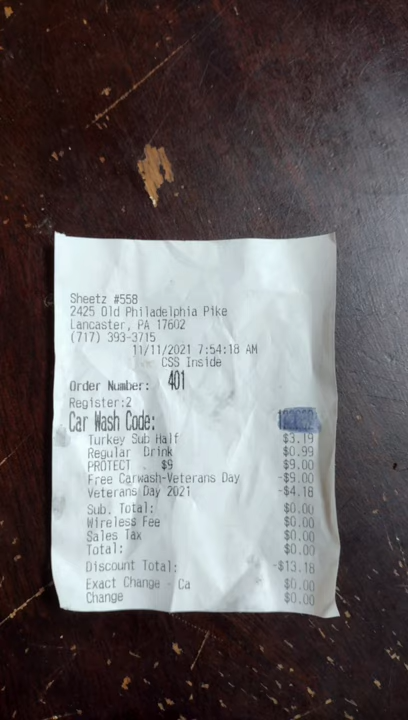 Sheetz #558
2425 Old Philadelphia Pike
Lancaster, PA 17602
(717) 393-3715
11/11/2021 7:54:18 AM
CSS Inside
Order Number: 401
Register:2
Car Wash Code:
Turkey Sub Half $3.19
Regular Drink $0.99
PROTECT $9 $9.00
Free Carwash-Veterans Day -$9.00
Veterans Day 2021 -$4.18
Sub. Total: $0.00
Wireless Fee $0.00
Sales Tax $0.00
Total: $0.00
Discount Total: -$13.18
Exact Change - Ca $0.00
Change $0.00